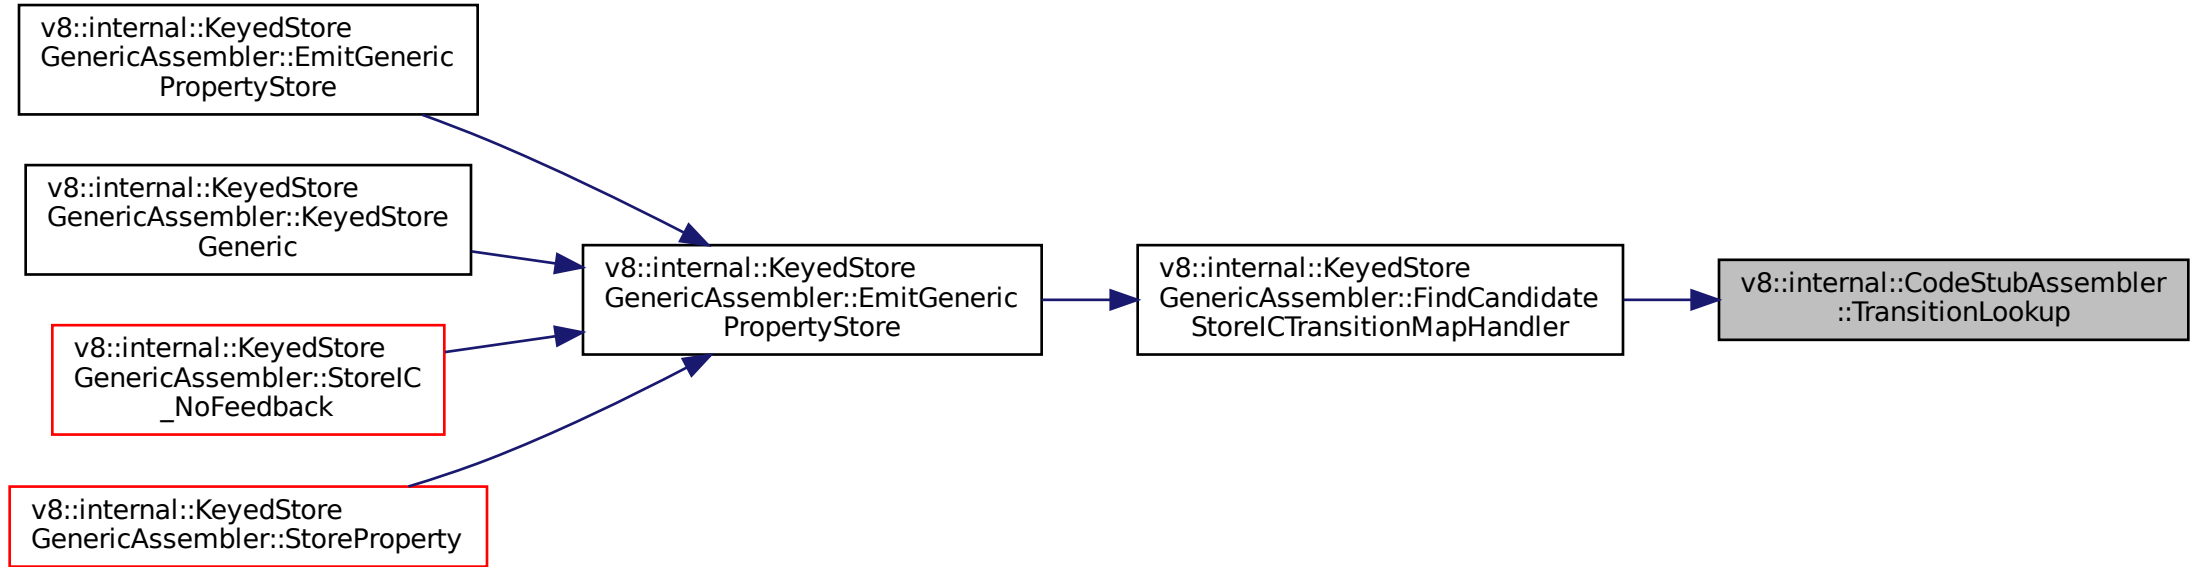 v8::internal::KeyedStore
GenericAssembler::EmitGeneric
PropertyStore
v8::internal::KeyedStore
GenericAssembler::KeyedStore
Generic
v8::internal::KeyedStore
GenericAssembler::StoreIC
_NoFeedback
v8::internal::KeyedStore
GenericAssembler::StoreProperty
v8::internal::KeyedStore
GenericAssembler::EmitGeneric
PropertyStore
v8::internal::KeyedStore
GenericAssembler::FindCandidate
StoreICTransitionMapHandler
v8::internal::CodeStubAssembler
::TransitionLookup